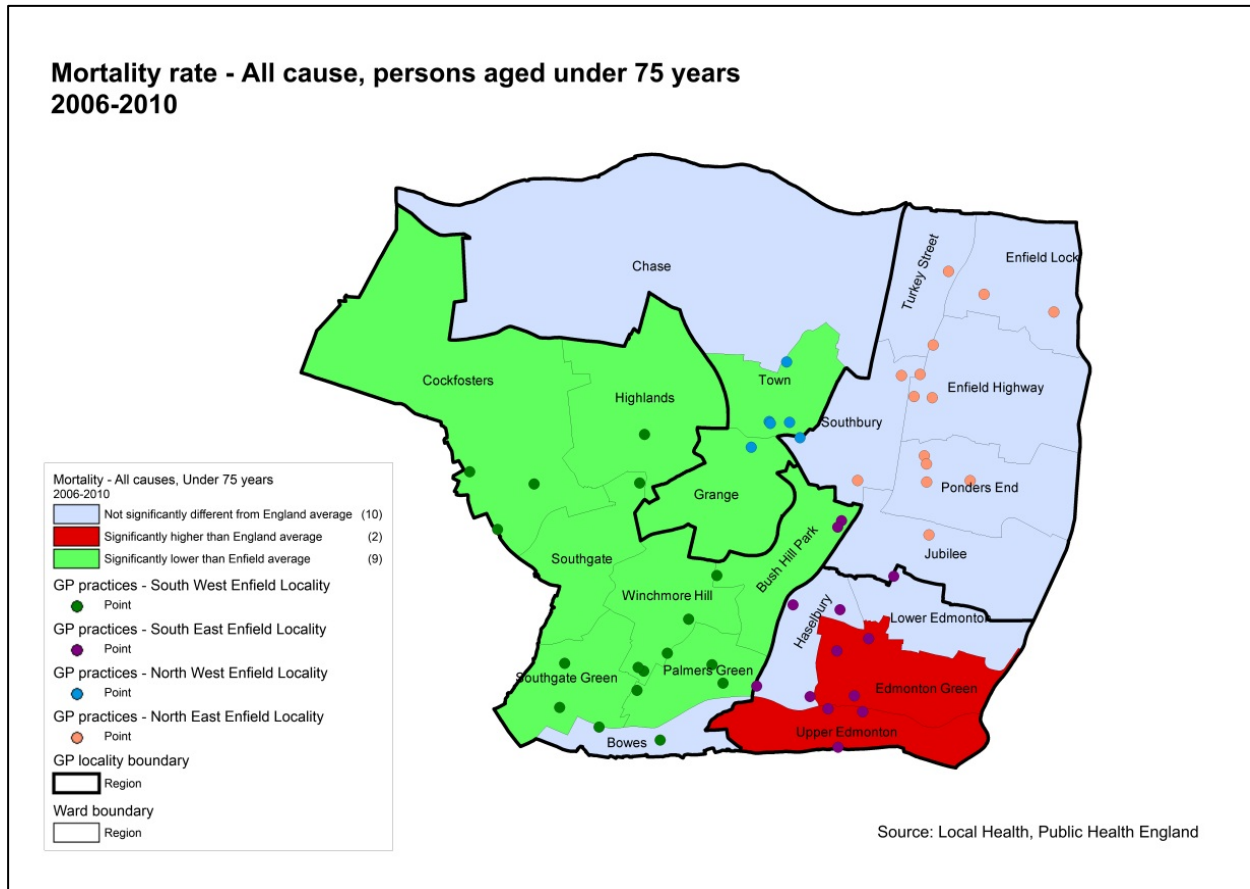 Mortality rate - All cause, persons aged under 75 years
2006-2010
Chase
Turkey Street
Enfield Lock
Cockfosters
Highlands
Town
Enfield Highway
Southbury
Grange
Ponders End
Southgate
Bush Hill Park
Jubilee
Winchmore Hill
Haselbury
Lower Edmonton
Southgate Green
Palmers Green
Edmonton Green
Bowes
Upper Edmonton
Mortality - All causes, Under 75 years
2006-2010
Not significantly different from England average (10)
Significantly higher than England average (2)
Significantly lower than Enfield average (9)
GP practices - South West Enfield Locality
Point
GP practices - South East Enfield Locality
Point
GP practices - North West Enfield Locality
Point
GP practices - North East Enfield Locality
Point
GP locality boundary
Region
Ward boundary
Region
Source: Local Health, Public Health England